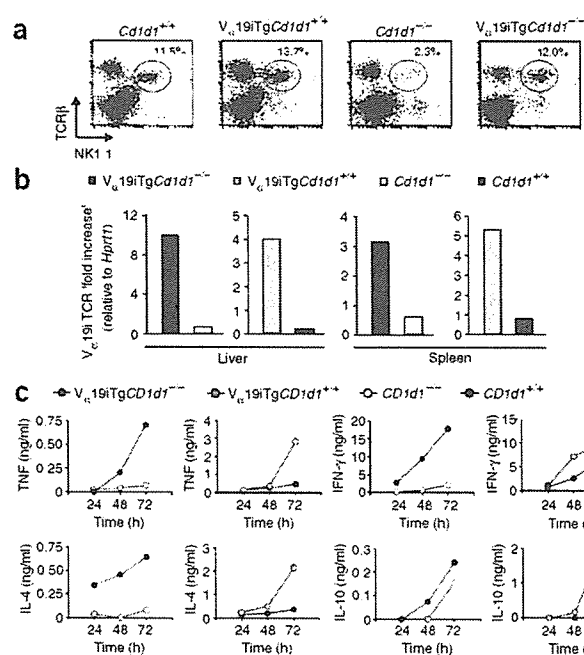 a
Cd1d1+/+ Vα19iTgCd1d1+/+ Cd1d1−/− Vα19iTgCd1d1−/−
11.5% 13.7% 2.3% 12.0%
TCRβ
NK1 1
b
Vα19iTgCd1d1−/− Vα19iTgCd1d1+/+ Cd1d1−/− Cd1d1+/+
Vα19i TCR 'fold increase'
(relative to Hprt1)
12 8 4 0
5 4 3 2 1 0
4 3 2 1 0
6 5 4 3 2 1 0
Liver Spleen
c
Vα19iTgCD1d1−/− Vα19iTgCD1d1+/+ CD1d1−/− CD1d1+/+
TNF (ng/ml) 0.75 0.50 0.25 0
TNF (ng/ml) 4 3 2 1 0
IFN-γ (ng/ml) 20 15 10 5 0
IFN-γ (ng/ml) 15 10 5 0
24 48 72 24 48 72 24 48 72 24 48
Time (h) Time (h) Time (h) Time
IL-4 (ng/ml) 0.75 0.50 0.25 0
IL-4 (ng/ml) 3 2 1 0
IL-10 (ng/ml) 0.3 0.2 0.1 0
IL-10 (ng/ml) 2 1 0
24 48 72 24 48 72 24 48 72 24 48
Time (h) Time (h) Time (h) Time